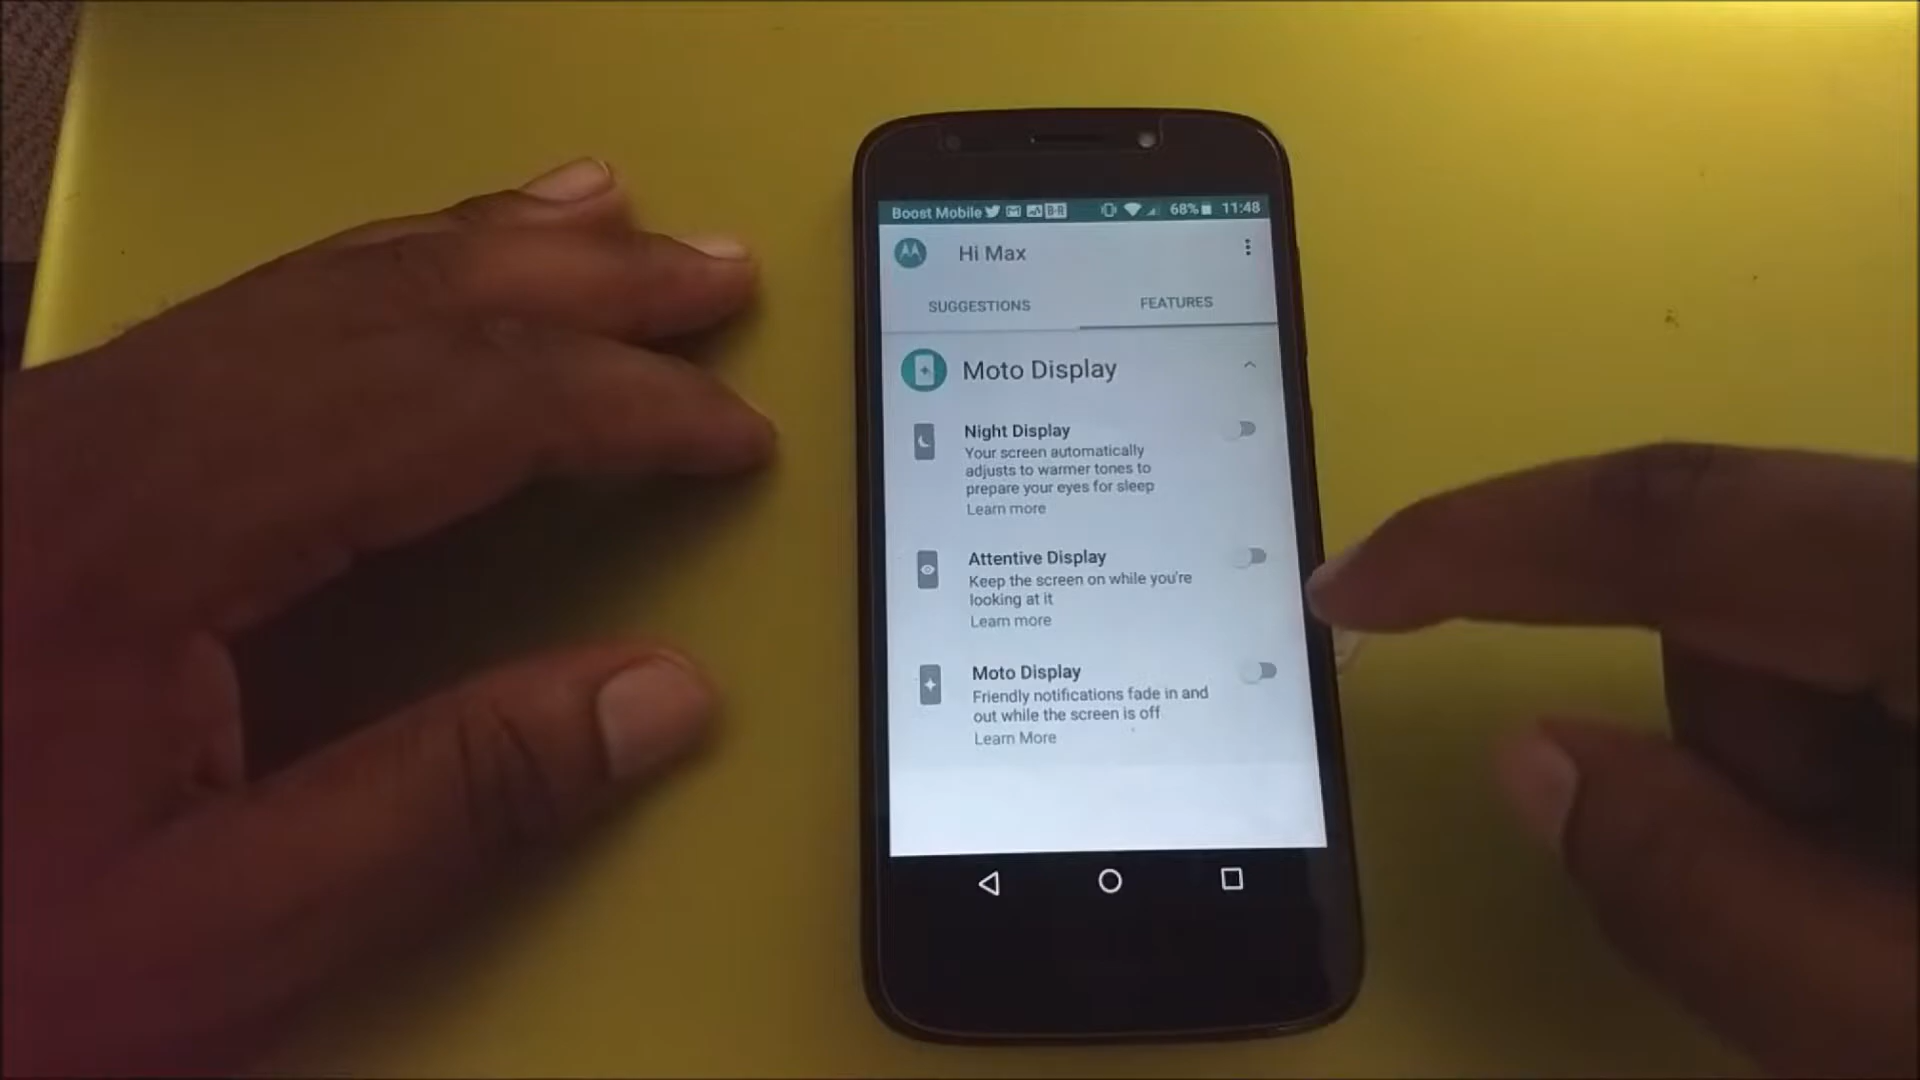 Boost Mobile 68% 11:48
Hi Max
SUGGESTIONS FEATURES
Moto Display
Night Display
Your screen automatically
adjusts to warmer tones to
prepare your eyes for sleep
Learn more
Attentive Display
Keep the screen on while you're
looking at it
Learn more
Moto Display
Friendly notifications fade in and
out while the screen is off
Learn More